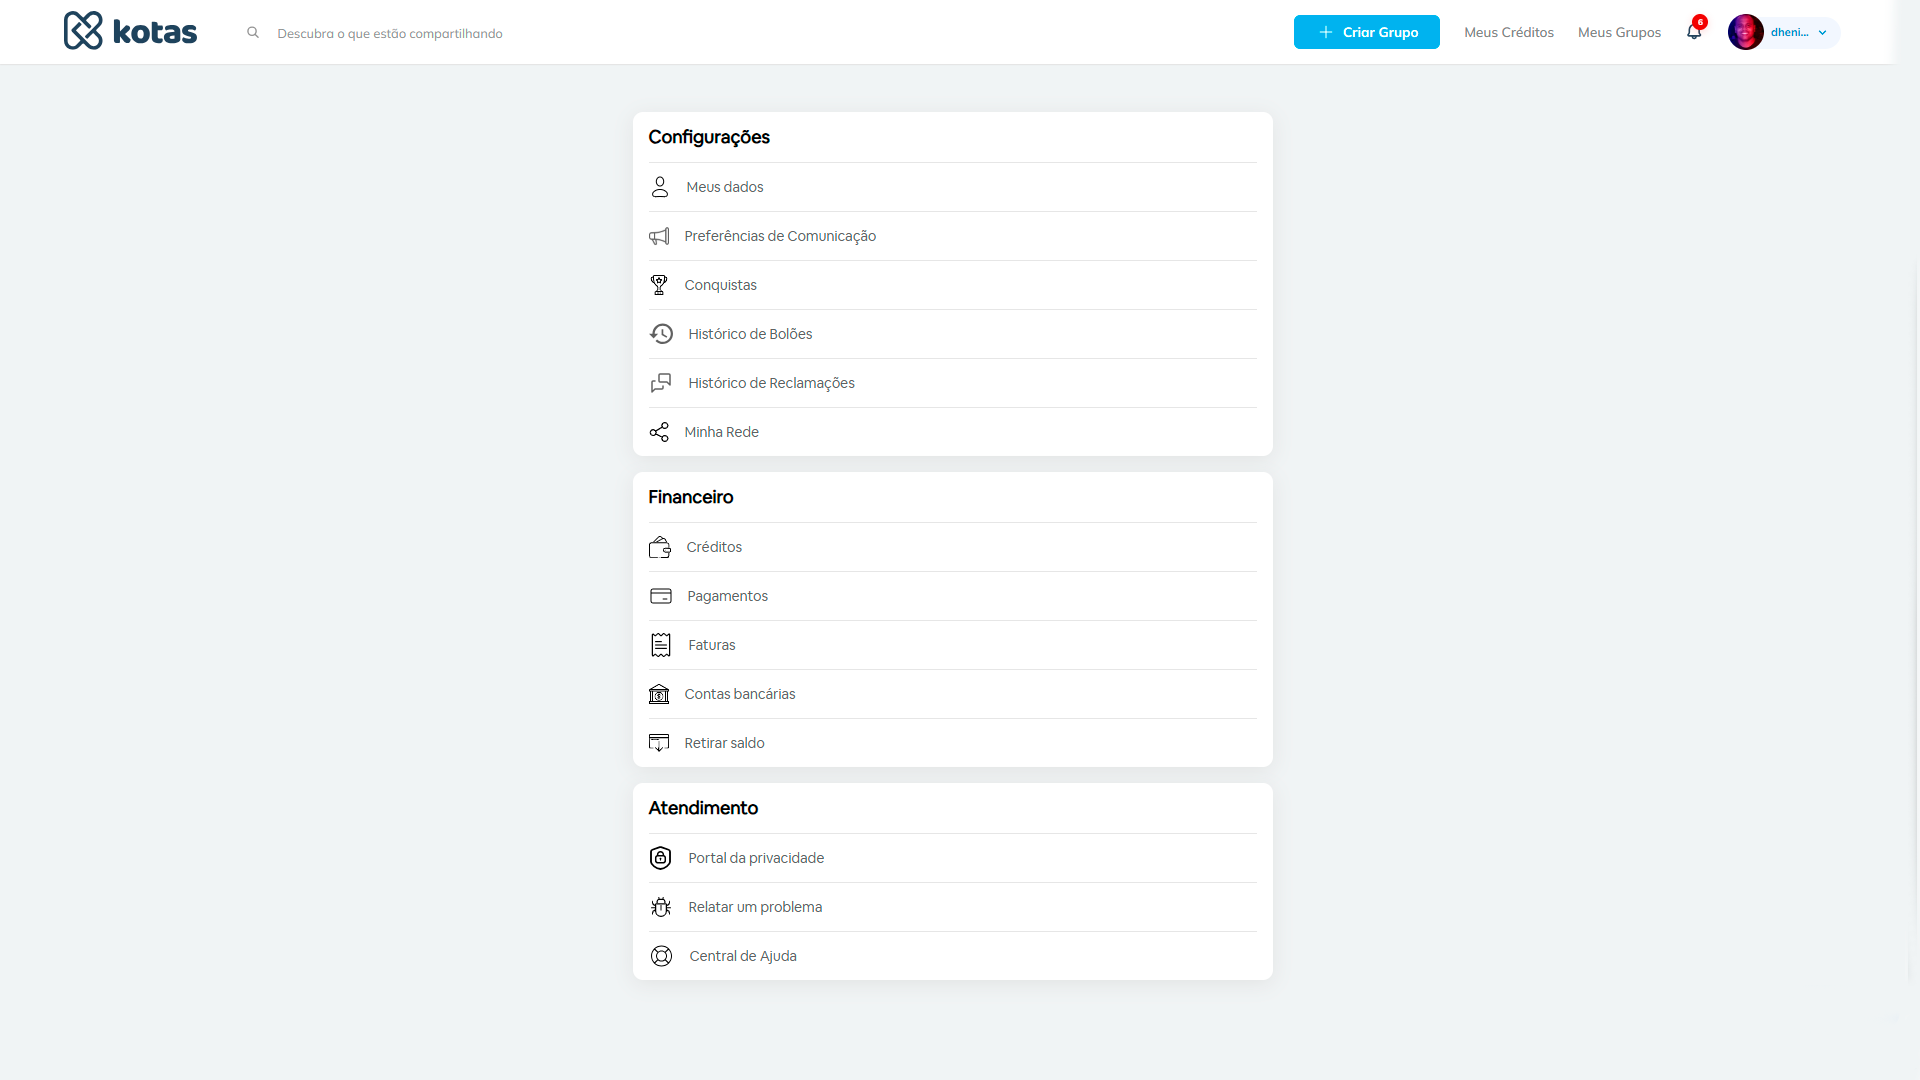 kotas
Descubra o que estão compartilhando
Criar Grupo
Meus Créditos
Meus Grupos
6
dheni...
Configurações
Meus dados
Preferências de Comunicação
Conquistas
Histórico de Bolões
Histórico de Reclamações
Minha Rede
Financeiro
Créditos
Pagamentos
Faturas
Contas bancárias
Retirar saldo
Atendimento
Portal da privacidade
Relatar um problema
Central de Ajuda